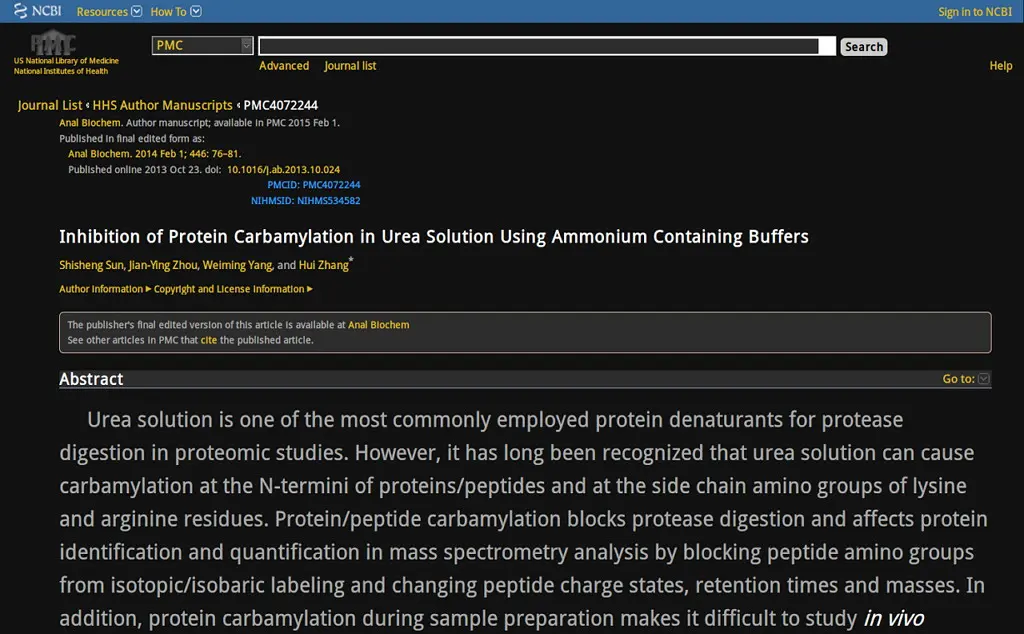 NCBI Resources How To Sign in to NCBI
PMC
US National Library of Medicine
National Institutes of Health
PMC Search
Advanced Journal list
Help
Journal List ‹ HHS Author Manuscripts ‹ PMC4072244
Anal Biochem. Author manuscript; available in PMC 2015 Feb 1.
Published in final edited form as:
Anal Biochem. 2014 Feb 1; 446: 76–81.
Published online 2013 Oct 23. doi: 10.1016/j.ab.2013.10.024
PMCID: PMC4072244
NIHMSID: NIHMS534582
Inhibition of Protein Carbamylation in Urea Solution Using Ammonium Containing Buffers
Shisheng Sun, Jian-Ying Zhou, Weiming Yang, and Hui Zhang*
Author information ► Copyright and License information ►
The publisher's final edited version of this article is available at Anal Biochem
See other articles in PMC that cite the published article.
Abstract Go to:
Urea solution is one of the most commonly employed protein denaturants for protease
digestion in proteomic studies. However, it has long been recognized that urea solution can cause
carbamylation at the N-termini of proteins/peptides and at the side chain amino groups of lysine
and arginine residues. Protein/peptide carbamylation blocks protease digestion and affects protein
identification and quantification in mass spectrometry analysis by blocking peptide amino groups
from isotopic/isobaric labeling and changing peptide charge states, retention times and masses. In
addition, protein carbamylation during sample preparation makes it difficult to study in vivo